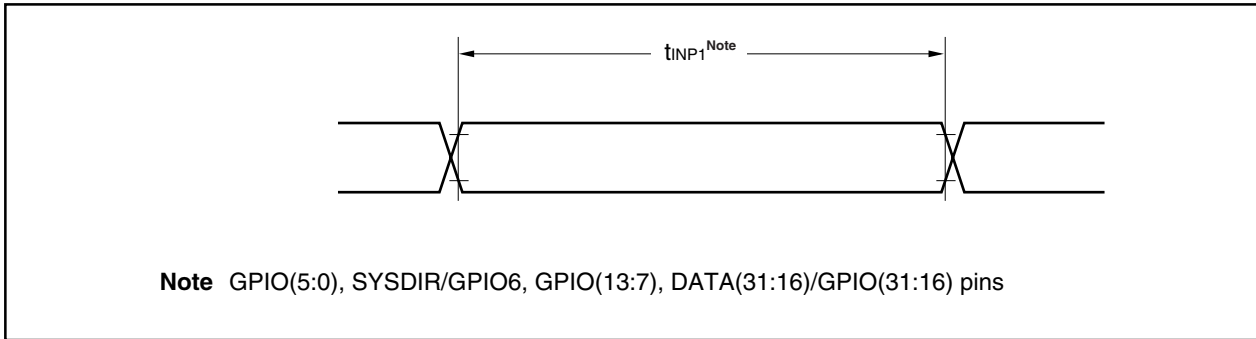 tINP1Note
Note GPIO(5:0), SYSDIR/GPIO6, GPIO(13:7), DATA(31:16)/GPIO(31:16) pins